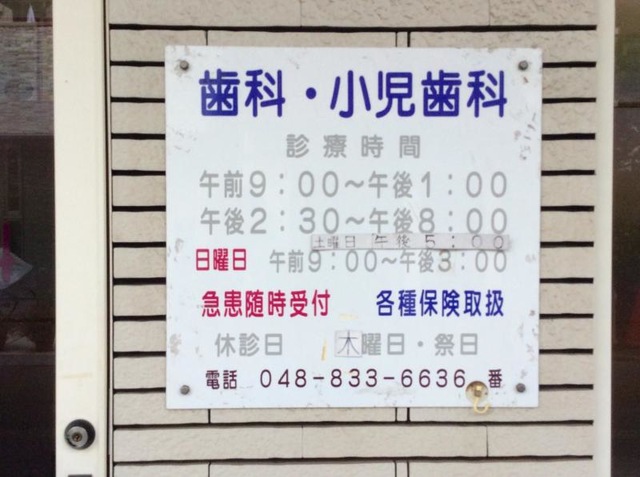 歯科・小児歯科
診療時間
午前9:00〜午後1:00
午後2:30〜午後8:00
土曜日 午後5:00
日曜日 午前9:00〜午後3:00
急患随時受付 各種保険取扱
休診日 木曜日・祭日
電話 048-833-6636 番